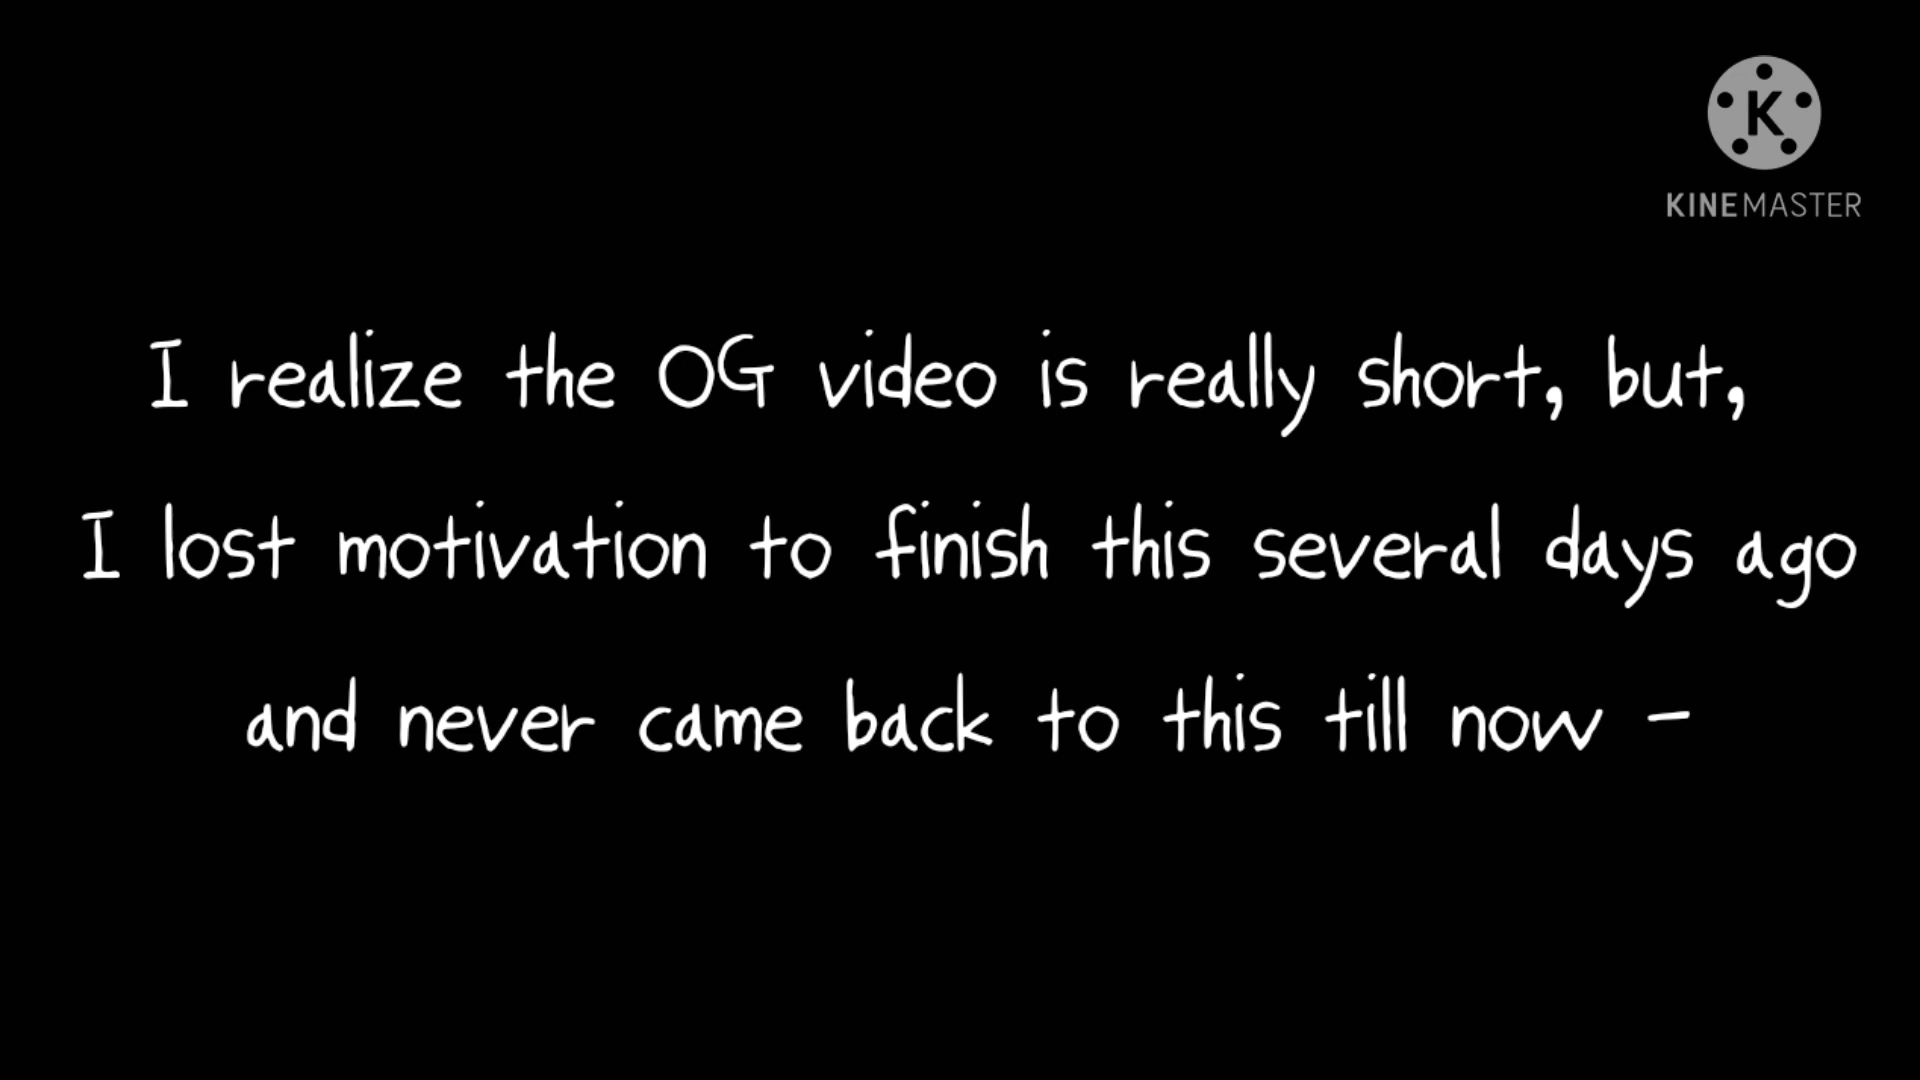 K
KINEMASTER
I realize the OG video is really short, but,
I lost motivation to finish this several days ago
and never came back to this till now -